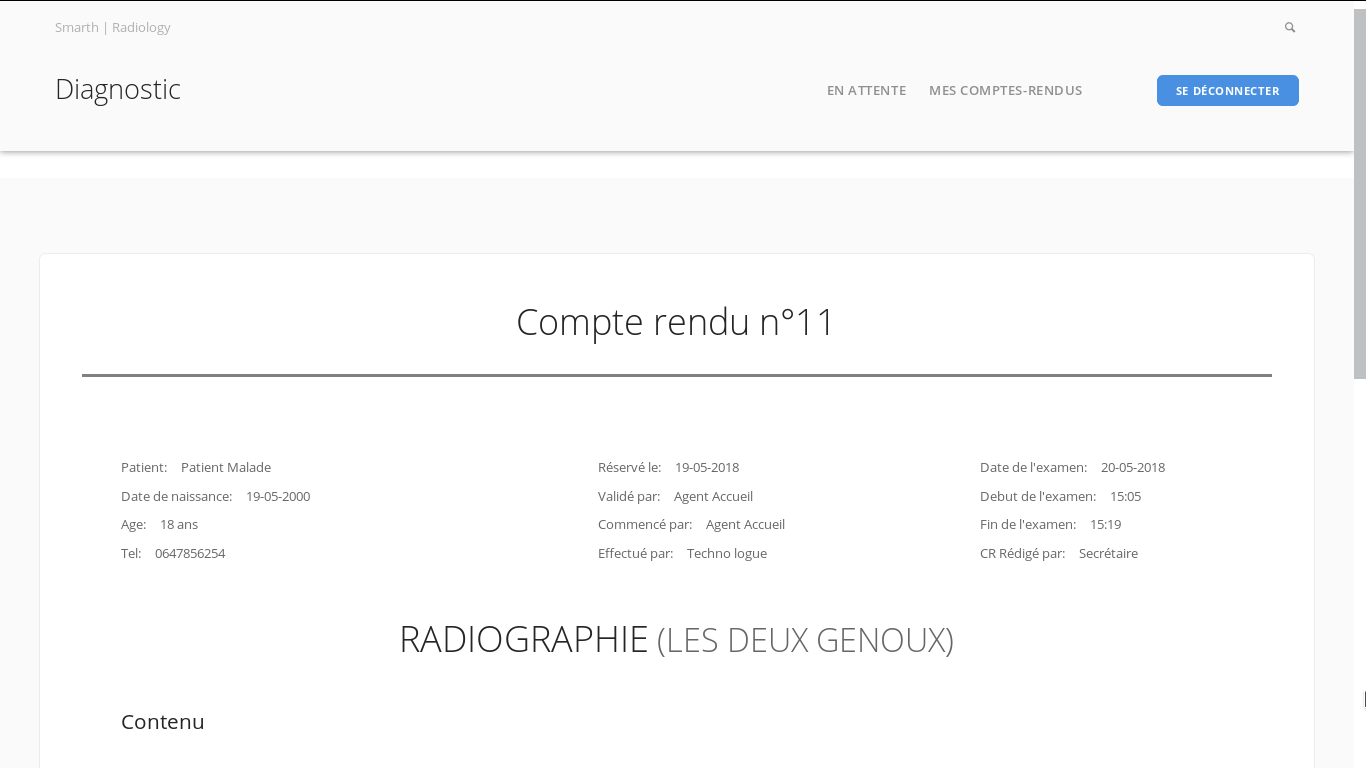 Smarth | Radiology
Diagnostic
EN ATTENTE
MES COMPTES-RENDUS
SE DÉCONNECTER
Compte rendu n°11
Patient: Patient Malade
Réservé le: 19-05-2018
Date de l'examen: 20-05-2018
Date de naissance: 19-05-2000
Validé par: Agent Accueil
Debut de l'examen: 15:05
Age: 18 ans
Commencé par: Agent Accueil
Fin de l'examen: 15:19
Tel: 0647856254
Effectué par: Techno logue
CR Rédigé par: Secrétaire
RADIOGRAPHIE (LES DEUX GENOUX)
Contenu